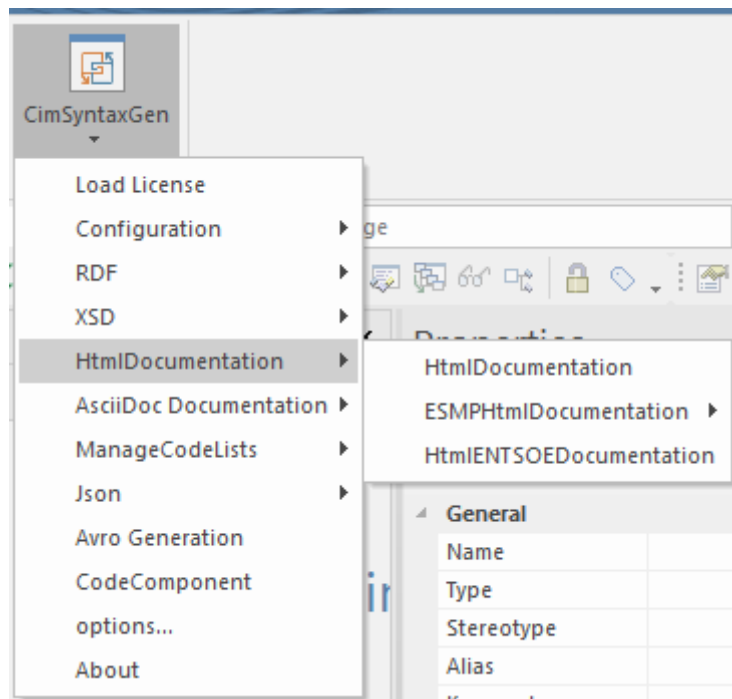 CimSyntaxGen
Load License
Configuration
ge
RDF
XSD
HtmlDocumentation
HtmlDocumentation
AsciiDoc Documentation
ESMPHtmlDocumentation
ManageCodeLists
HtmlENTSOEDocumentation
Json
General
Avro Generation
Name
CodeComponent
Type
options...
Stereotype
About
Alias